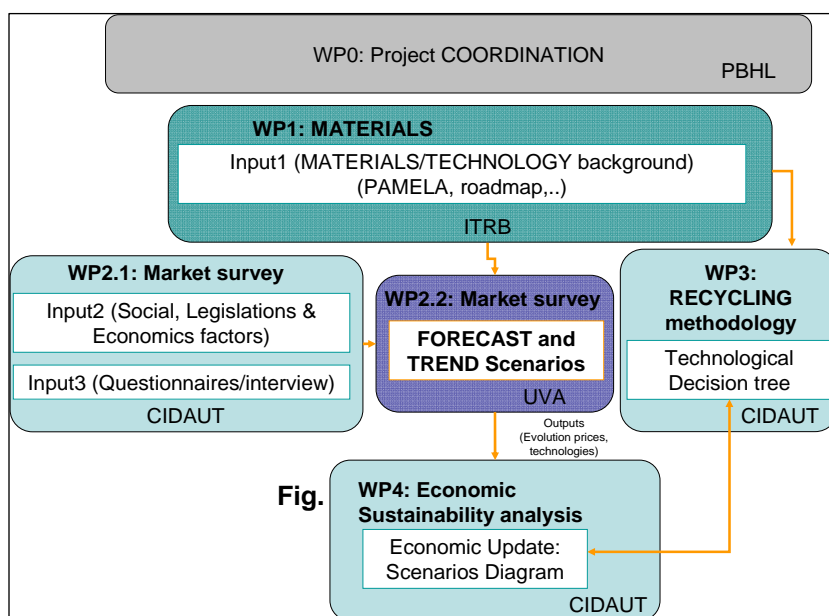 WP0: Project COORDINATION
PBHL
WP1: MATERIALS
Input1 (MATERIALS/TECHNOLOGY background)
(PAMELA, roadmap,..)
ITRB
WP2.1: Market survey
Input2 (Social, Legislations &
Economics factors)
Input3 (Questionnaires/interview)
CIDAUT
WP2.2: Market survey
FORECAST and
TREND Scenarios
UVA
WP3:
RECYCLING
methodology
Technological
Decision tree
CIDAUT
Outputs
(Evolution prices,
technologies)
Fig.
WP4: Economic
Sustainability analysis
Economic Update:
Scenarios Diagram
CIDAUT